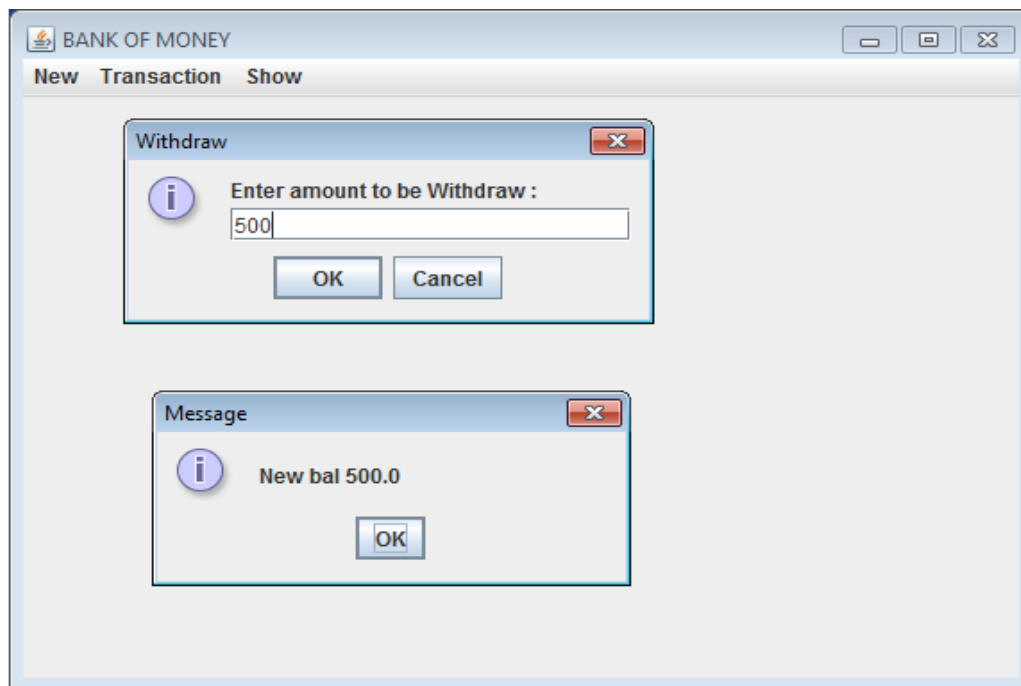 BANK OF MONEY
New Transaction Show
Withdraw
Enter amount to be Withdraw :
500
OK Cancel
Message
New bal 500.0
OK